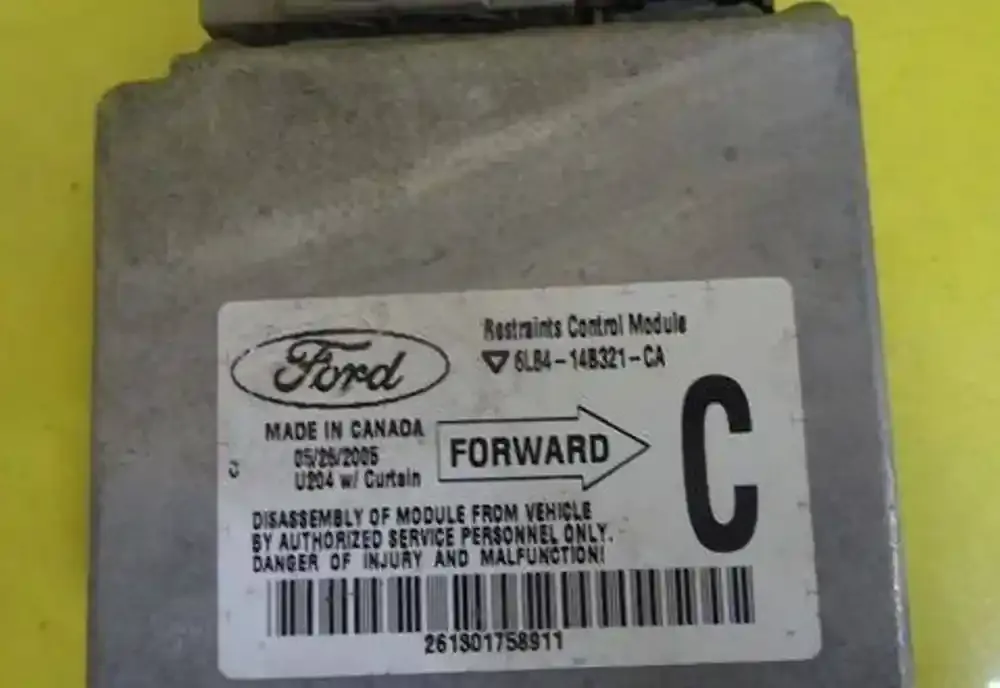 Ford
Restraints Control Module
6L84-14B321-CA
MADE IN CANADA
05/26/2005
U204 w/ Curtain
FORWARD
C
DISASSEMBLY OF MODULE FROM VEHICLE
BY AUTHORIZED SERVICE PERSONNEL ONLY.
DANGER OF INJURY AND MALFUNCTION!
261301758911